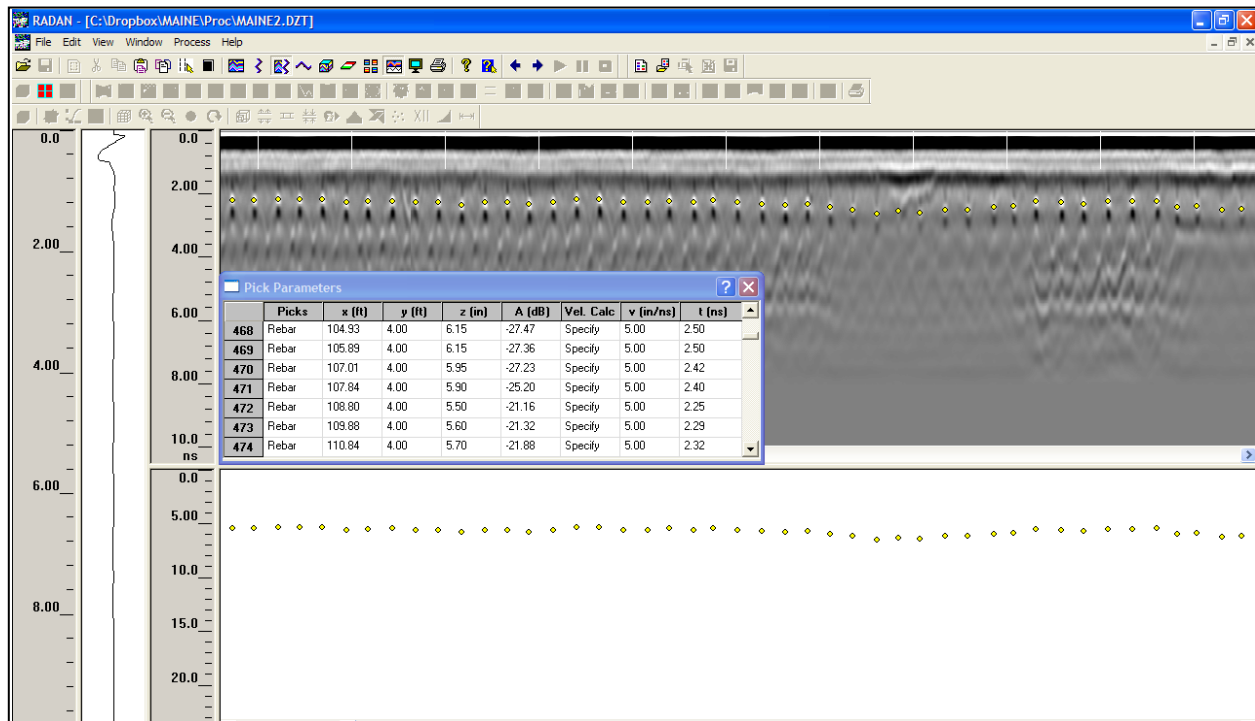 RADAN - [C:\Dropbox\MAINE\Proc\MAINE2.DZT]
File Edit View Window Process Help
XII
0.0
2.00
4.00
6.00
8.00
0.0
2.00
4.00
6.00
8.00
10.0
ns
Pick Parameters
Picks x (ft) y (ft) z (in) A (dB) Vel. Calc v (in/ns) t (ns)
468 Rebar 104.93 4.00 6.15 -27.47 Specify 5.00 2.50
469 Rebar 105.89 4.00 6.15 -27.36 Specify 5.00 2.50
470 Rebar 107.01 4.00 5.95 -27.23 Specify 5.00 2.42
471 Rebar 107.84 4.00 5.90 -25.20 Specify 5.00 2.40
472 Rebar 108.80 4.00 5.50 -21.16 Specify 5.00 2.25
473 Rebar 109.88 4.00 5.60 -21.32 Specify 5.00 2.29
474 Rebar 110.84 4.00 5.70 -21.88 Specify 5.00 2.32
0.0
5.00
10.0
15.0
20.0